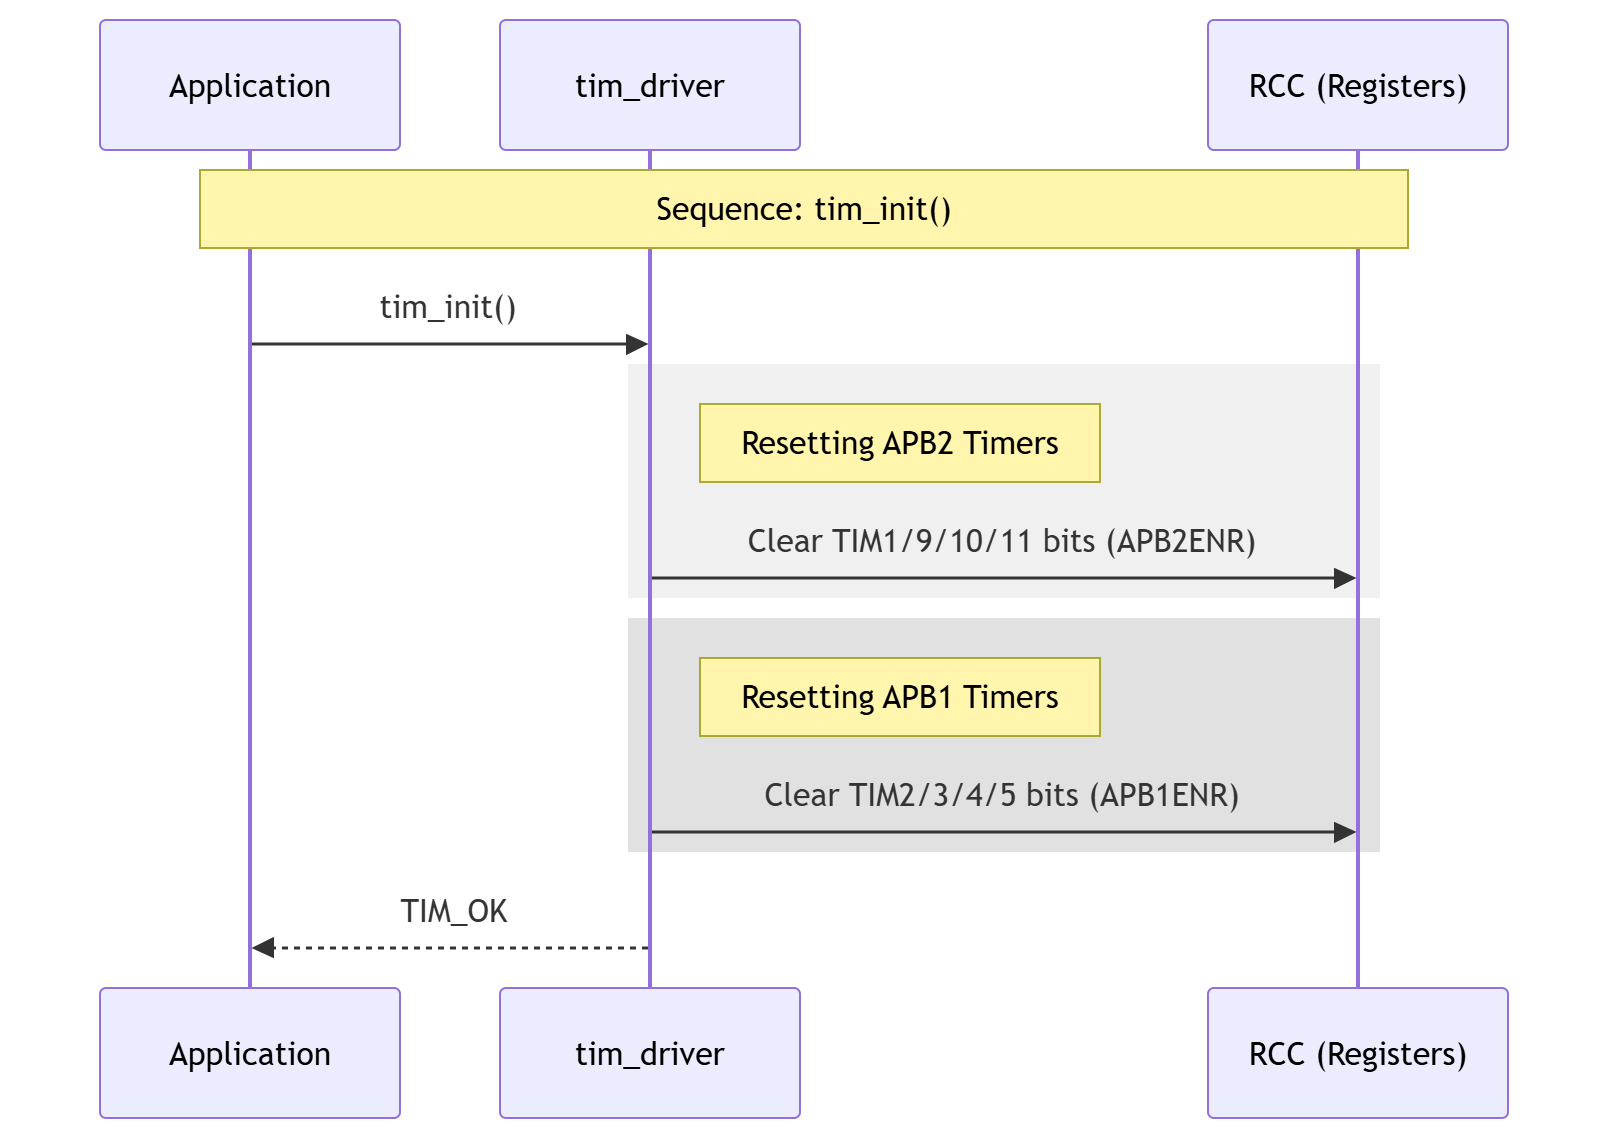 Application
tim_driver
RCC (Registers)
Sequence: tim_init()
tim_init()
Resetting APB2 Timers
Clear TIM1/9/10/11 bits (APB2ENR)
Resetting APB1 Timers
Clear TIM2/3/4/5 bits (APB1ENR)
TIM_OK
Application
tim_driver
RCC (Registers)